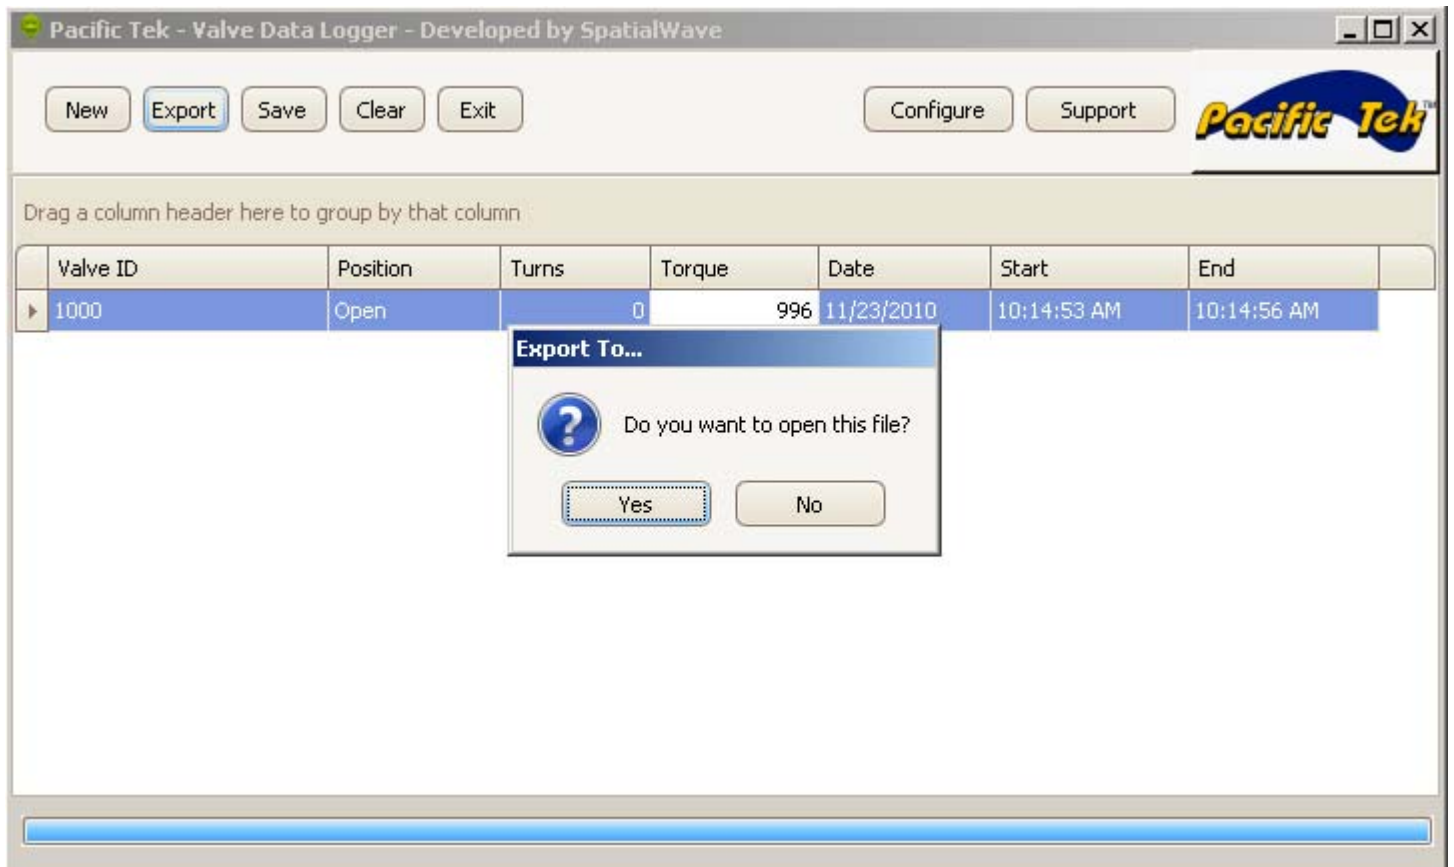 Pacific Tek - Valve Data Logger - Developed by SpatialWave
New Export Save Clear Exit Configure Support Pacific Tek™
Drag a column header here to group by that column
Valve ID Position Turns Torque Date Start End
1000 Open 0 996 11/23/2010 10:14:53 AM 10:14:56 AM
Export To...
Do you want to open this file?
Yes No